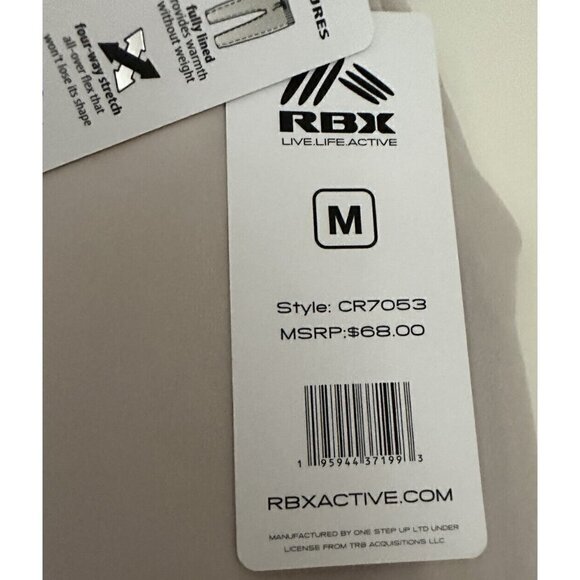 URES
fully lined
provides warmth
without weight
four-way stretch
all-over flex that
won't lose its shape
RBX
LIVE.LIFE.ACTIVE
M
Style: CR7053
MSRP:$68.00
1 95944 37199 3
RBXACTIVE.COM
MANUFACTURED BY ONE STEP UP LTD UNDER
LICENSE FROM TRB ACQUISITIONS LLC